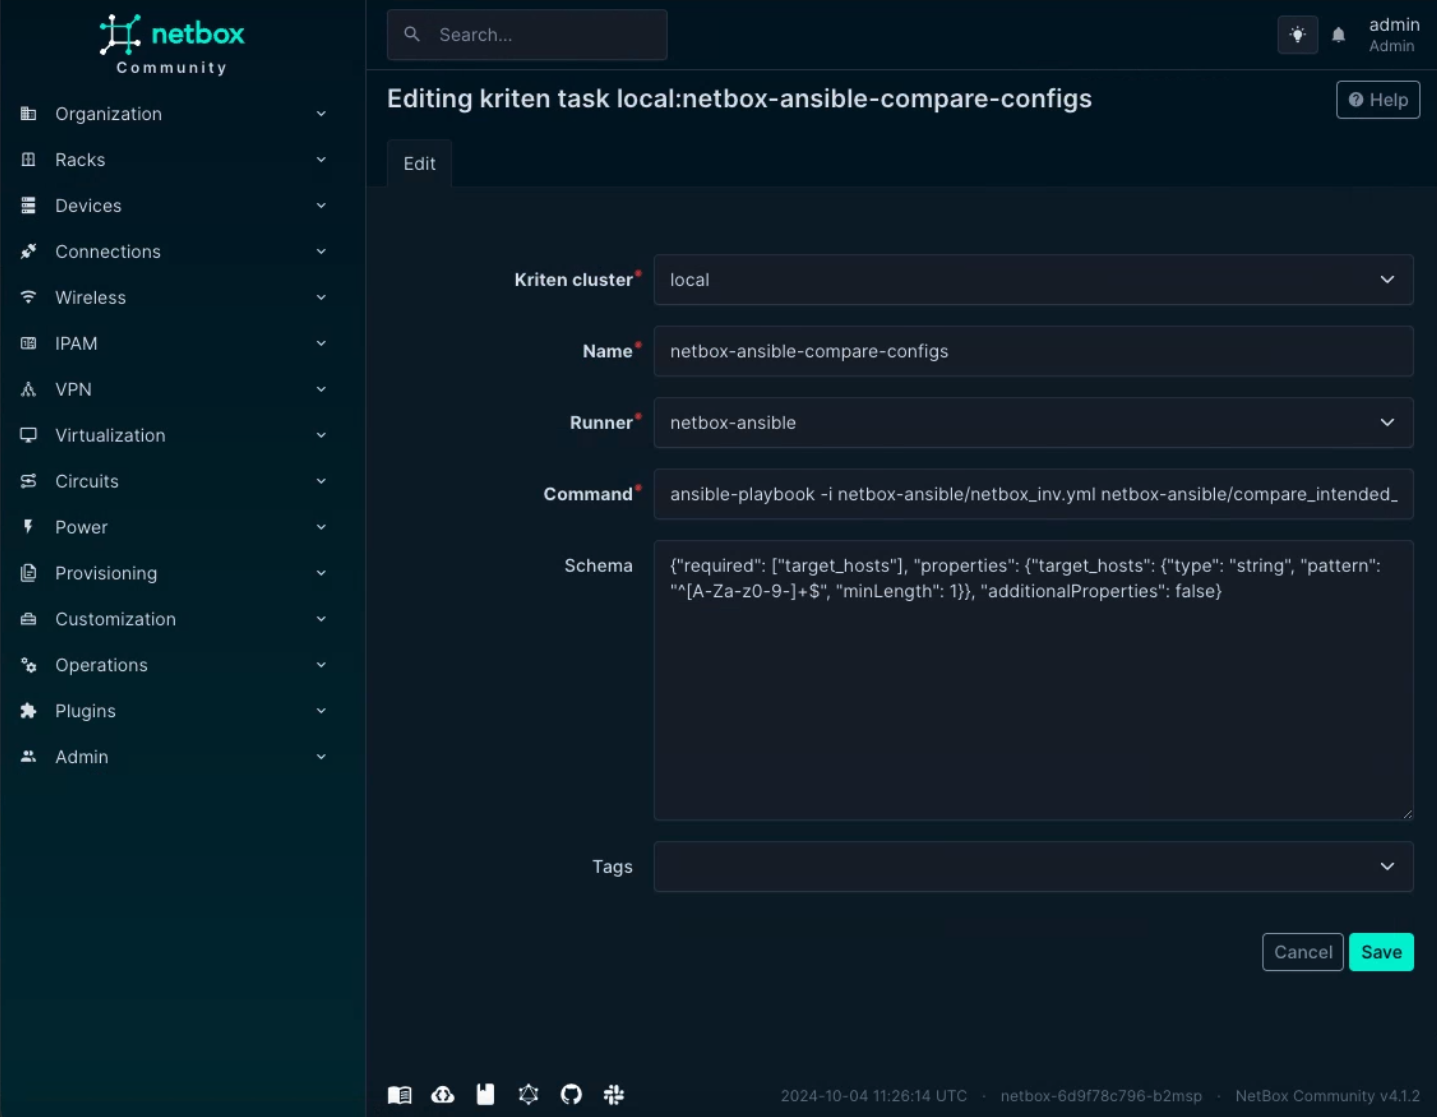 netbox
Community
Search...
admin
Admin
Organization
Racks
Devices
Connections
Wireless
IPAM
VPN
Virtualization
Circuits
Power
Provisioning
Customization
Operations
Plugins
Admin
Editing kriten task local:netbox-ansible-compare-configs
Help
Edit
Kriten cluster*
local
Name*
netbox-ansible-compare-configs
Runner*
netbox-ansible
Command*
ansible-playbook -i netbox-ansible/netbox_inv.yml netbox-ansible/compare_intended_
Schema
{"required": ["target_hosts"], "properties": {"target_hosts": {"type": "string", "pattern":
"^[A-Za-z0-9-]+$", "minLength": 1}}, "additionalProperties": false}
Tags
Cancel
Save
2024-10-04 11:26:14 UTC · netbox-6d9f78c796-b2msp · NetBox Community v4.1.2